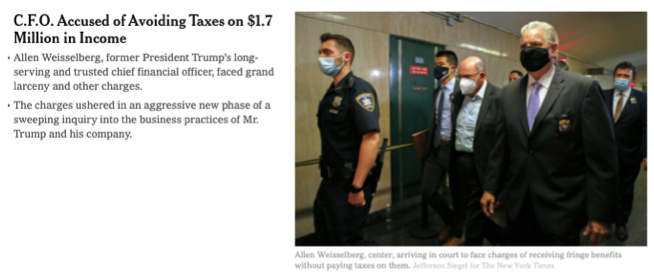 C.F.O. Accused of Avoiding Taxes on $1.7
Million in Income
• Allen Weisselberg, former President Trump's long-
serving and trusted chief financial officer, faced grand
larceny and other charges.
• The charges ushered in an aggressive new phase of a
sweeping inquiry into the business practices of Mr.
Trump and his company.
Allen Weisselberg, center, arriving in court to face charges of receiving fringe benefits
without paying taxes on them. Jefferson Siegel for The New York Times